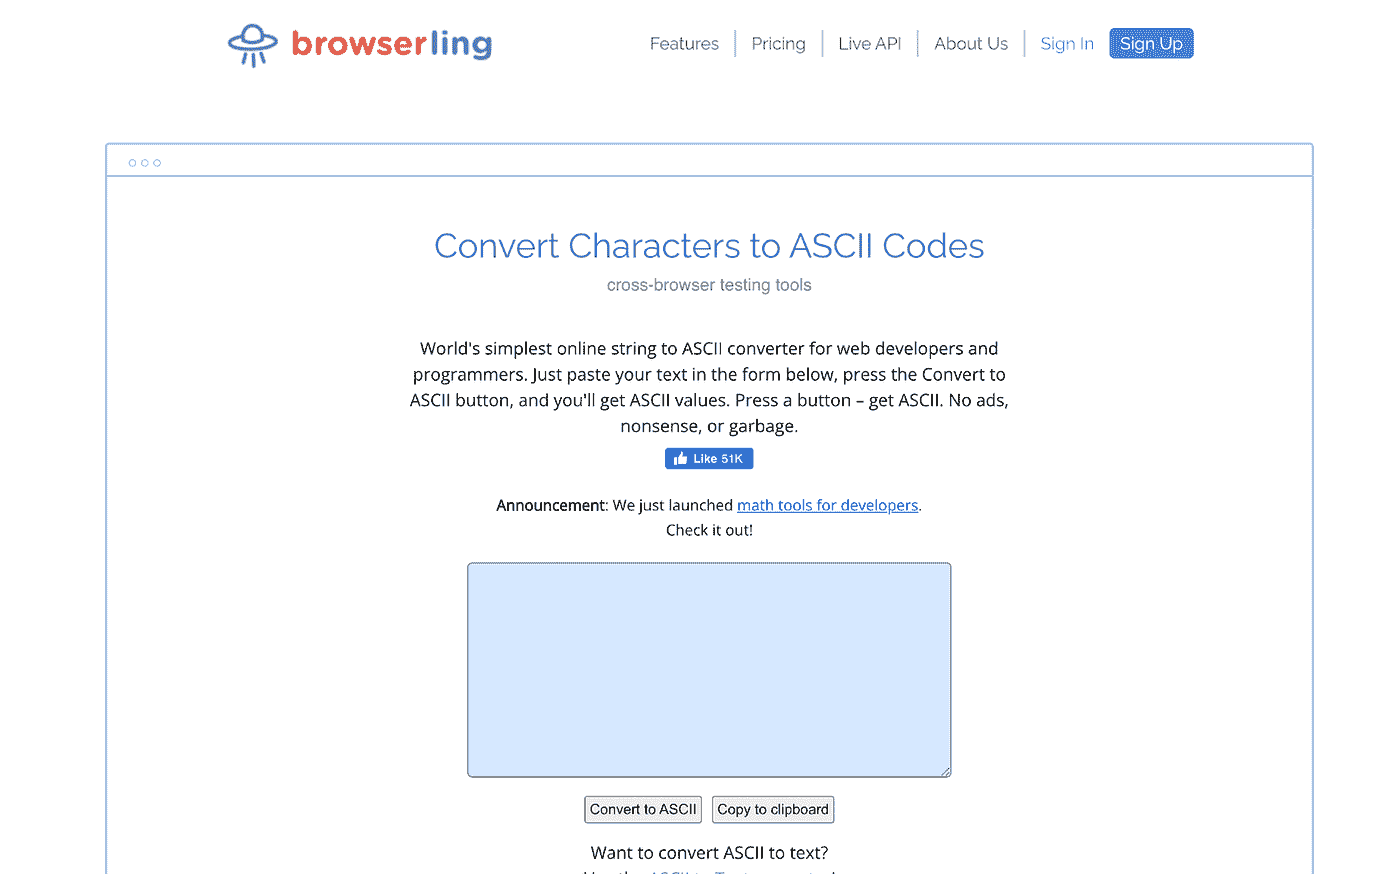 browserling
Features
Pricing
Live API
About Us
Sign In
Sign Up
Convert Characters to ASCII Codes
cross-browser testing tools
World's simplest online string to ASCII converter for web developers and
programmers. Just paste your text in the form below, press the Convert to
ASCII button, and you'll get ASCII values. Press a button – get ASCII. No ads,
nonsense, or garbage.
Like 51K
Announcement: We just launched math tools for developers.
Check it out!
Convert to ASCII
Copy to clipboard
Want to convert ASCII to text?